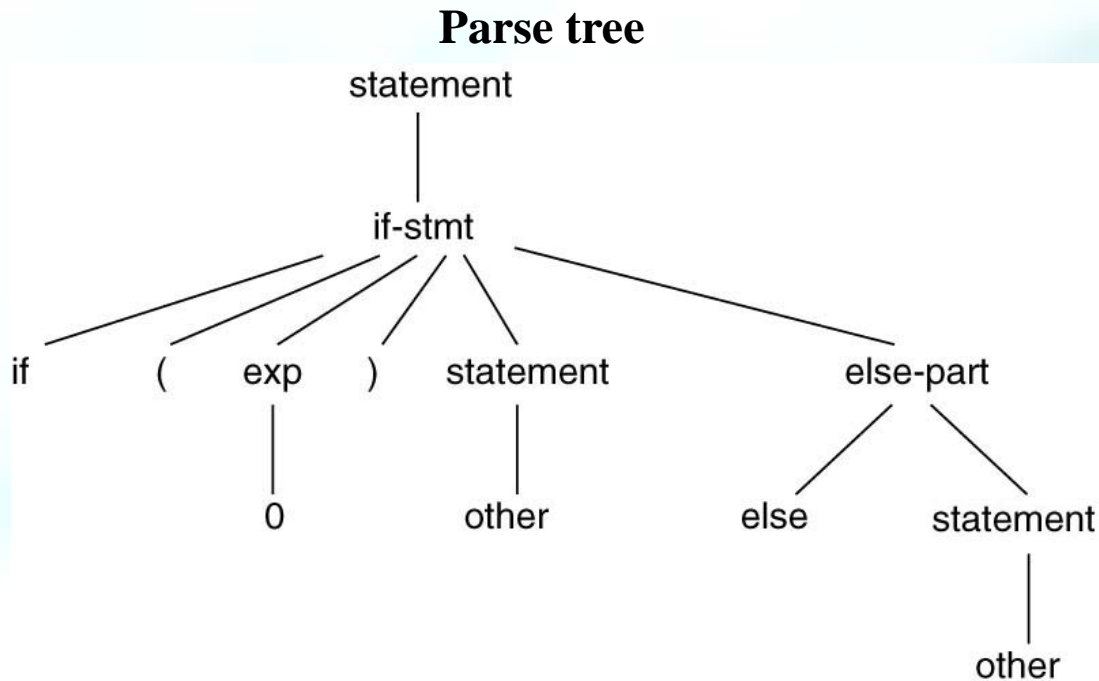 Parse tree
statement
if-stmt
if ( exp ) statement else-part
0 other else statement
other